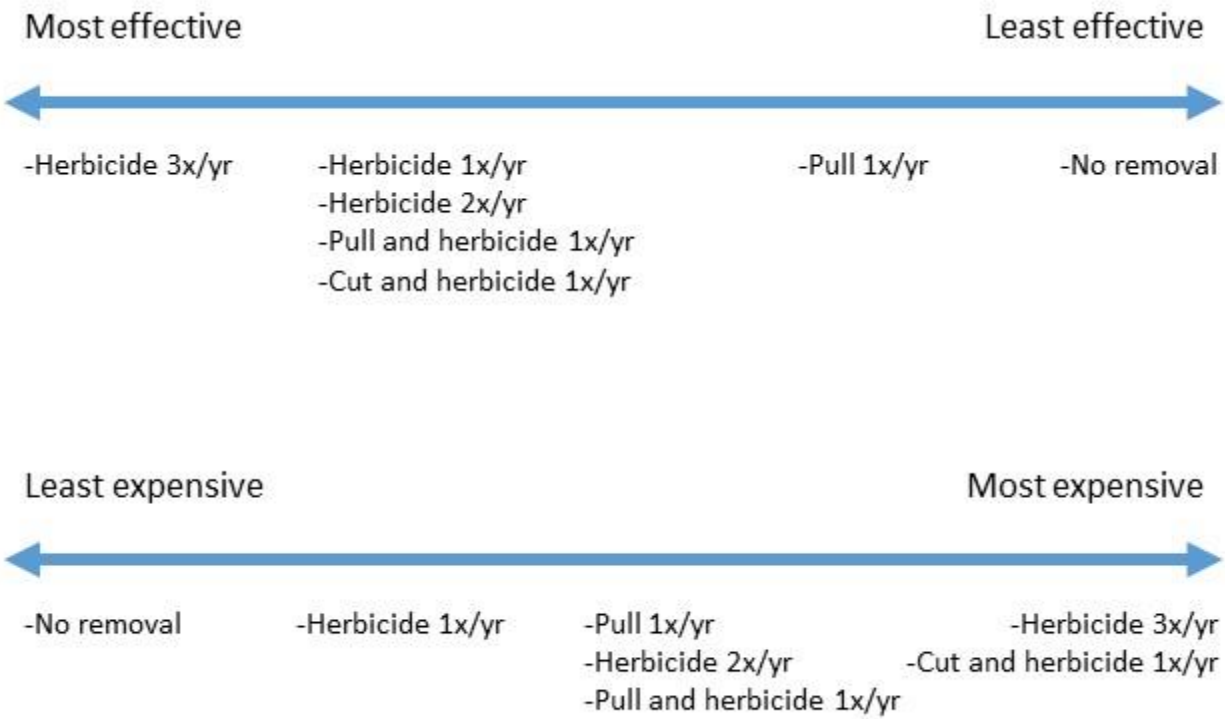 Most effective Least effective
-Herbicide 3x/yr -Herbicide 1x/yr -Pull 1x/yr -No removal
-Herbicide 2x/yr
-Pull and herbicide 1x/yr
-Cut and herbicide 1x/yr
Least expensive Most expensive
-No removal -Herbicide 1x/yr -Pull 1x/yr -Herbicide 3x/yr
-Herbicide 2x/yr -Cut and herbicide 1x/yr
-Pull and herbicide 1x/yr